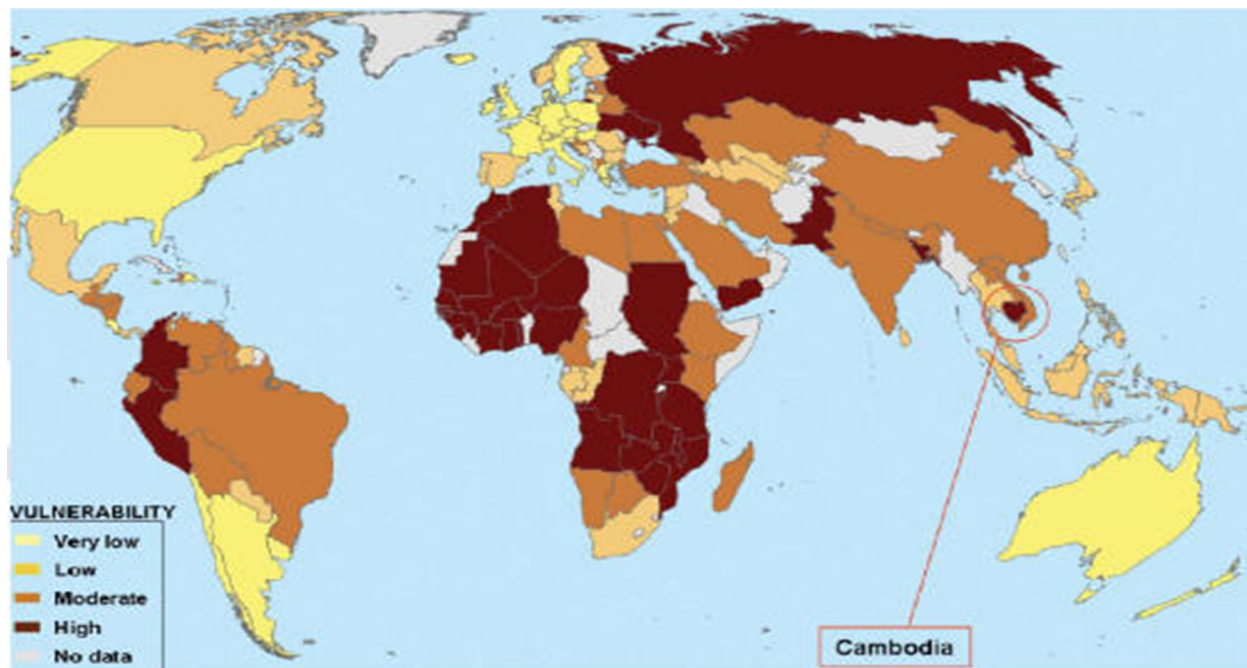 VULNERABILITY
Very low
Low
Moderate
High
No data
Cambodia